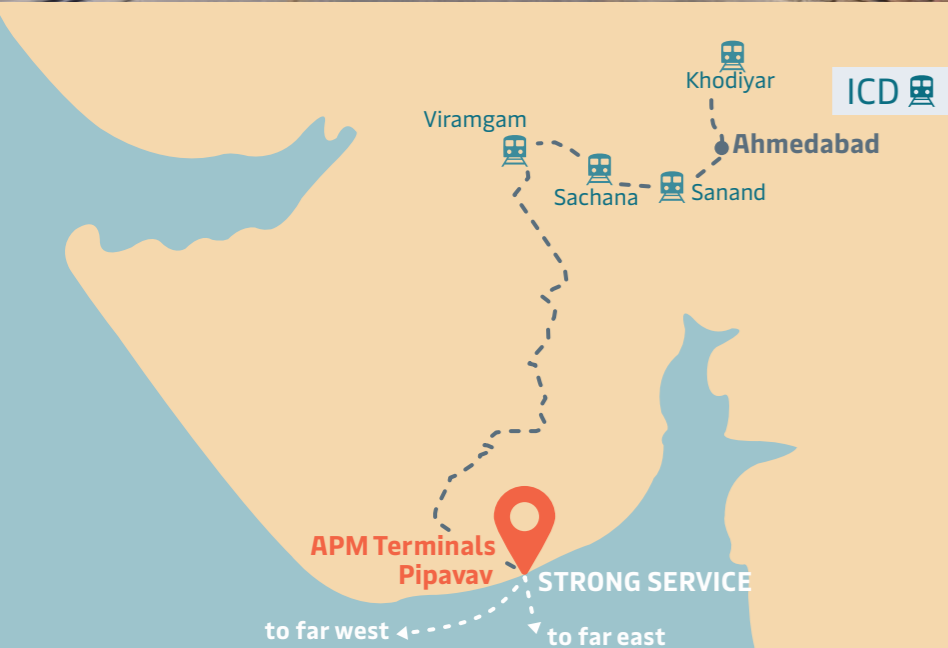 Khodiyar
ICD
Viramgam
Ahmedabad
Sachana
Sanand
APM Terminals
Pipavav
STRONG SERVICE
to far west
to far east